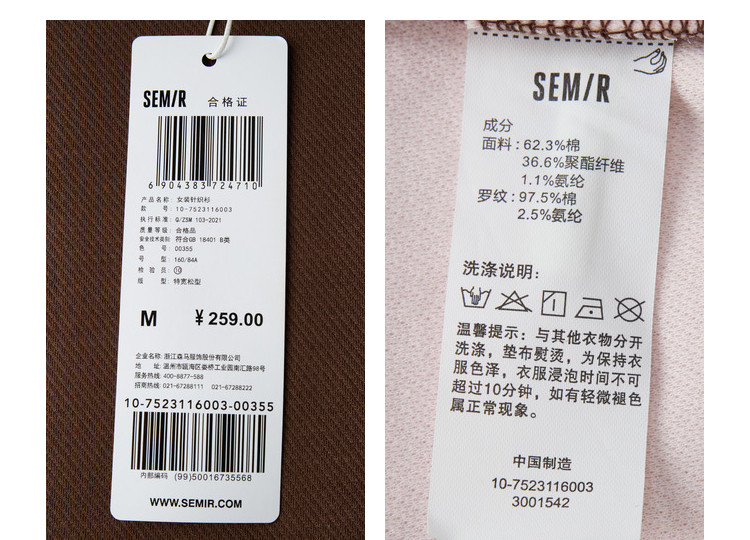 SEMIR 合格证
6 904383 724710
产品名称: 女装针织衫
款 号: 10-7523116003
执行标准: Q/ZSM 103-2021
质量等级: 合格品
安全技术类别: 符合GB 18401 B类
色 号: 00355
号 型: 160/84A
检 验 员: ⑩
版 型: 特宽松型
M ¥259.00
企业名称: 浙江森马服饰股份有限公司
地 址: 温州市瓯海区娄桥工业园南汇路98号
服务热线: 400-8877-588
招商热线: 021-67288111 021-67288222
10-7523116003-00355
内部编码 (99)50016735568
WWW.SEMIR.COM
SEMIR
成分
面料: 62.3%棉
36.6%聚酯纤维
1.1%氨纶
罗纹: 97.5%棉
2.5%氨纶
洗涤说明:
温馨提示: 与其他衣物分开
洗涤, 垫布熨烫, 为保持衣
服色泽, 衣服浸泡时间不可
超过10分钟, 如有轻微褪色
属正常现象。
中国制造
10-7523116003
3001542